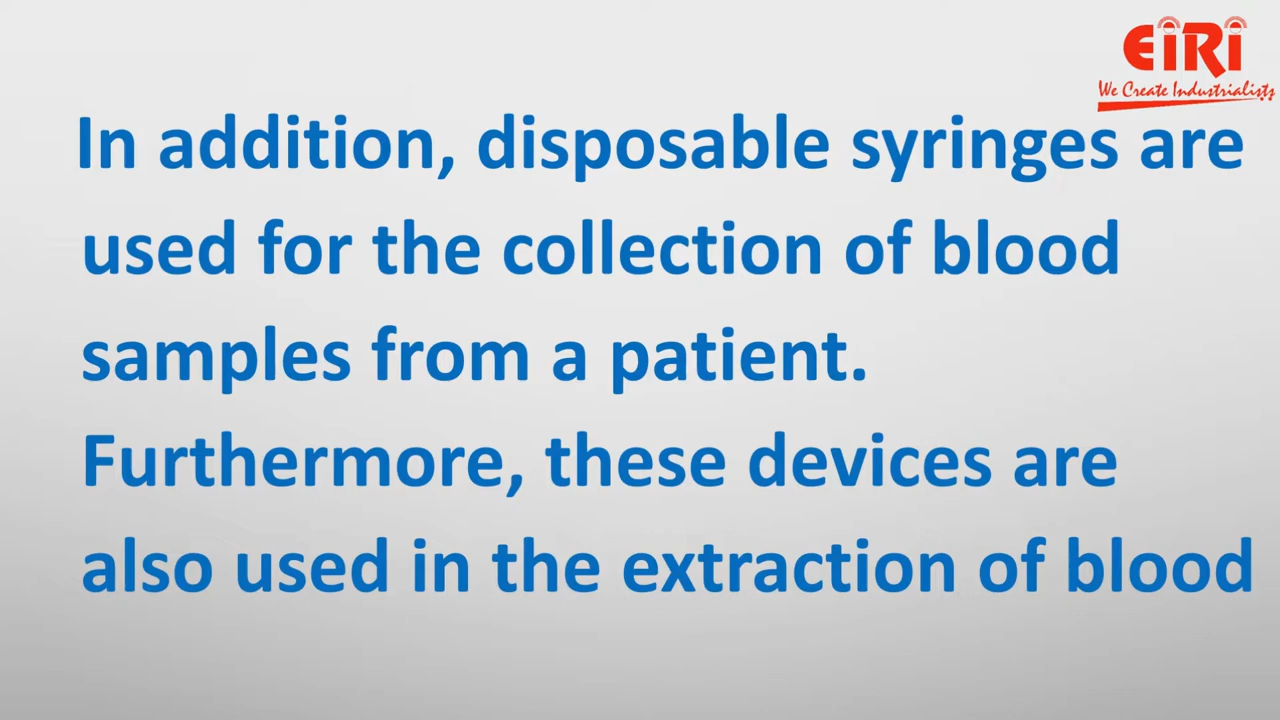 EiRi
We Create Industrialists
In addition, disposable syringes are
used for the collection of blood
samples from a patient.
Furthermore, these devices are
also used in the extraction of blood